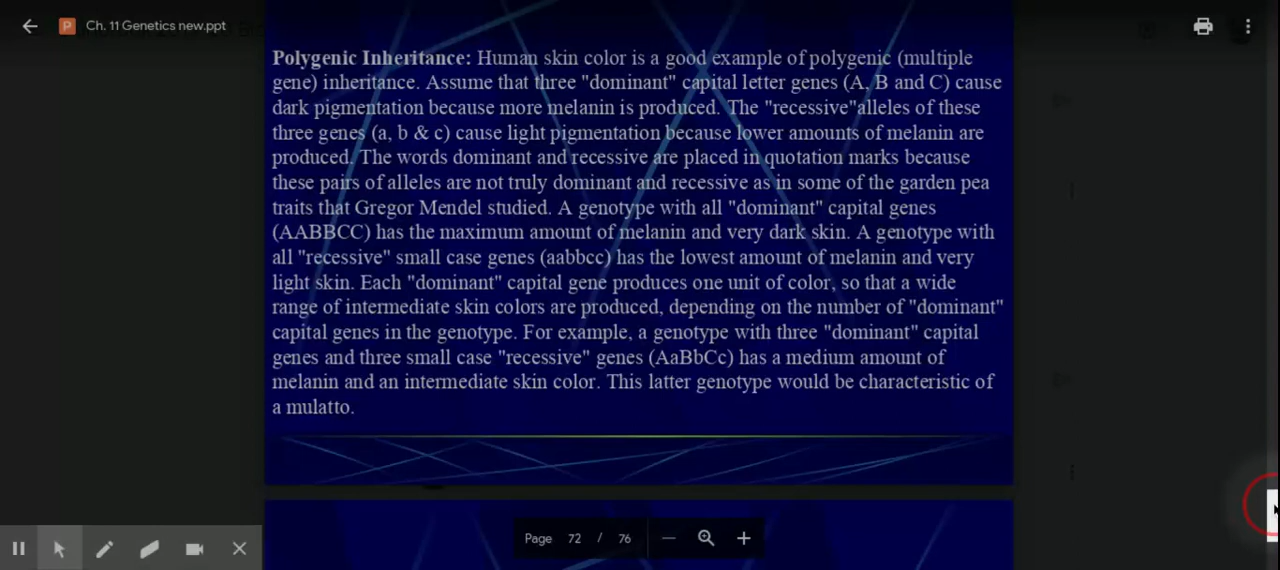 Ch. 11 Genetics new.ppt
Polygenic Inheritance: Human skin color is a good example of polygenic (multiple
gene) inheritance. Assume that three "dominant" capital letter genes (A, B and C) cause
dark pigmentation because more melanin is produced. The "recessive"alleles of these
three genes (a, b & c) cause light pigmentation because lower amounts of melanin are
produced. The words dominant and recessive are placed in quotation marks because
these pairs of alleles are not truly dominant and recessive as in some of the garden pea
traits that Gregor Mendel studied. A genotype with all "dominant" capital genes
(AABBCC) has the maximum amount of melanin and very dark skin. A genotype with
all "recessive" small case genes (aabbcc) has the lowest amount of melanin and very
light skin. Each "dominant" capital gene produces one unit of color, so that a wide
range of intermediate skin colors are produced, depending on the number of "dominant"
capital genes in the genotype. For example, a genotype with three "dominant" capital
genes and three small case "recessive" genes (AaBbCc) has a medium amount of
melanin and an intermediate skin color. This latter genotype would be characteristic of
a mulatto.
Page 72 / 76